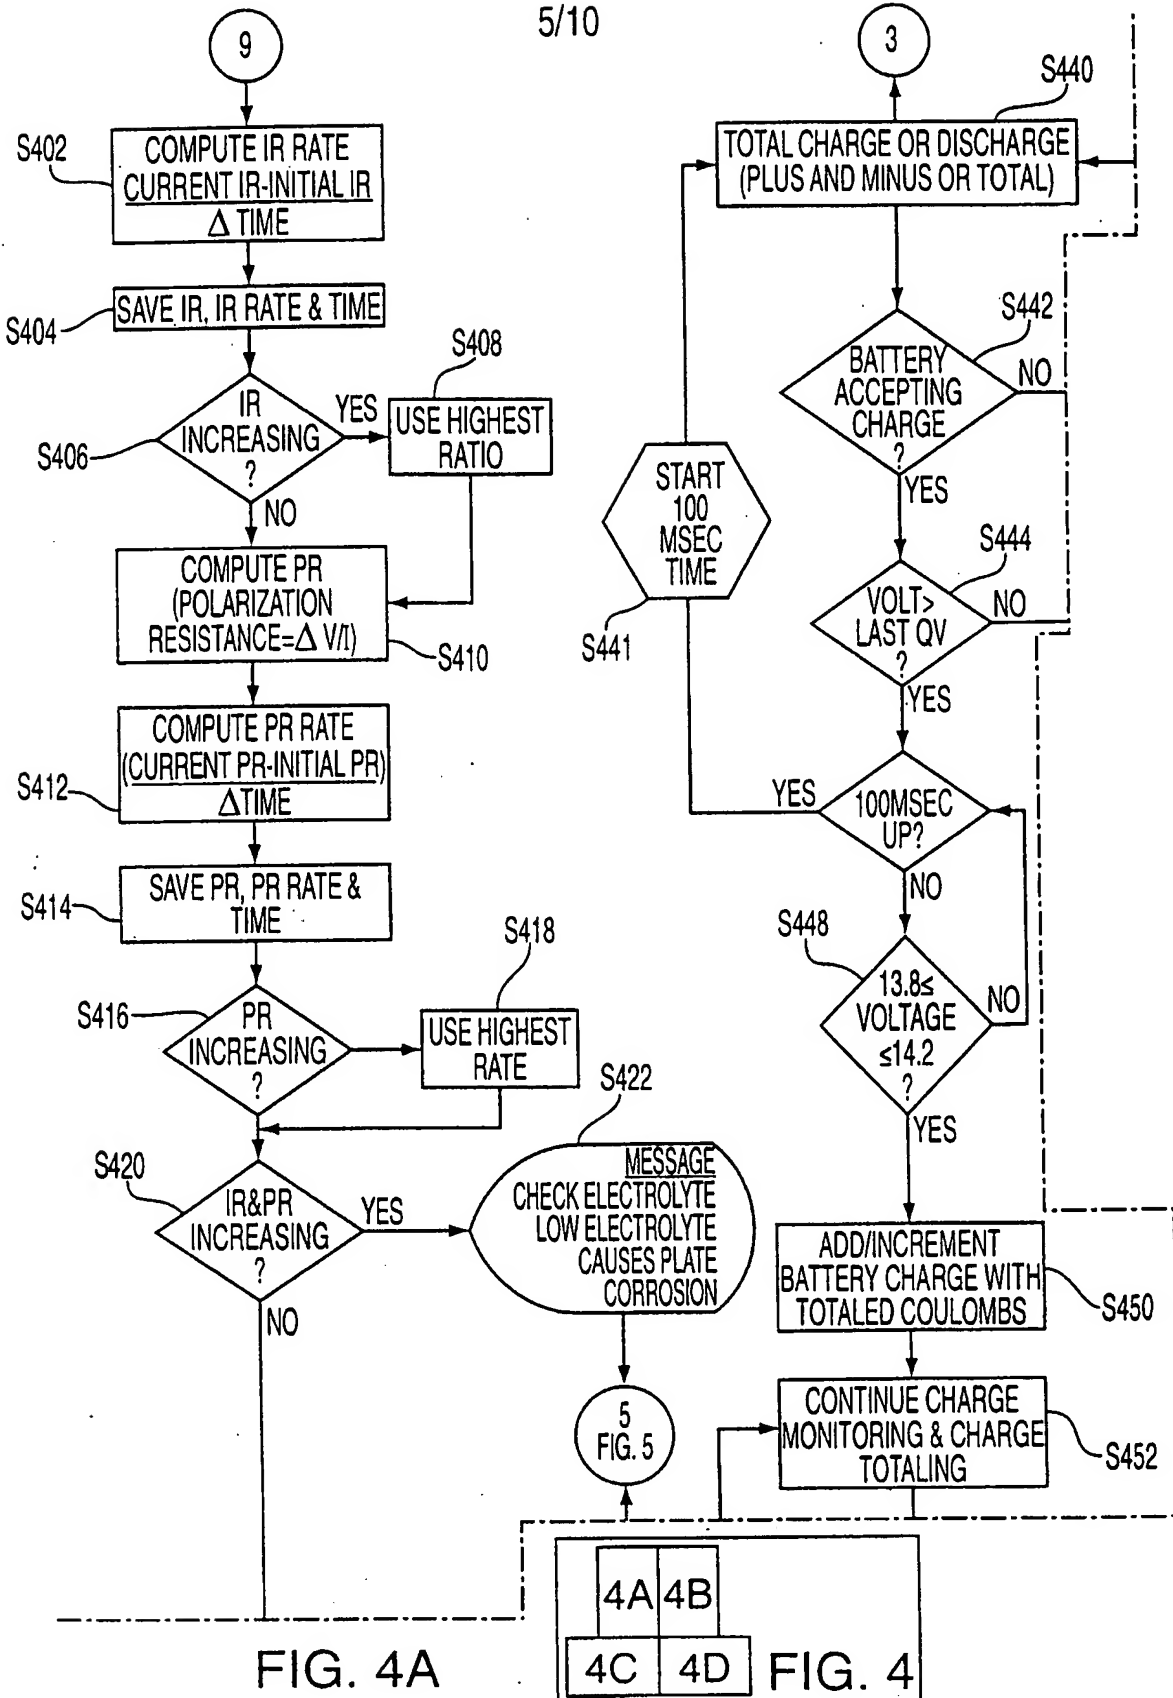 5/10
9
S402
COMPUTE IR RATE
CURRENT IR-INITIAL IR
Δ TIME
S404
SAVE IR, IR RATE & TIME
S406
IR
INCREASING
?
YES
NO
S408
USE HIGHEST
RATIO
COMPUTE PR
(POLARIZATION
RESISTANCE=Δ V/I)
S410
COMPUTE PR RATE
(CURRENT PR-INITIAL PR)
ΔTIME
S412
SAVE PR, PR RATE &
TIME
S414
S416
PR
INCREASING
?
S418
USE HIGHEST
RATE
S420
IR&PR
INCREASING
?
YES
NO
S422
MESSAGE
CHECK ELECTROLYTE
LOW ELECTROLYTE
CAUSES PLATE
CORROSION
5
FIG. 5
3
S440
TOTAL CHARGE OR DISCHARGE
(PLUS AND MINUS OR TOTAL)
S442
BATTERY
ACCEPTING
CHARGE
?
NO
YES
START
100
MSEC
TIME
S441
S444
VOLT>
LAST QV
?
NO
YES
100MSEC
UP?
YES
NO
S448
13.8≤
VOLTAGE
≤14.2
?
NO
YES
ADD/INCREMENT
BATTERY CHARGE WITH
TOTALED COULOMBS
S450
CONTINUE CHARGE
MONITORING & CHARGE
TOTALING
S452
4A 4B
4C 4D
FIG. 4A
FIG. 4